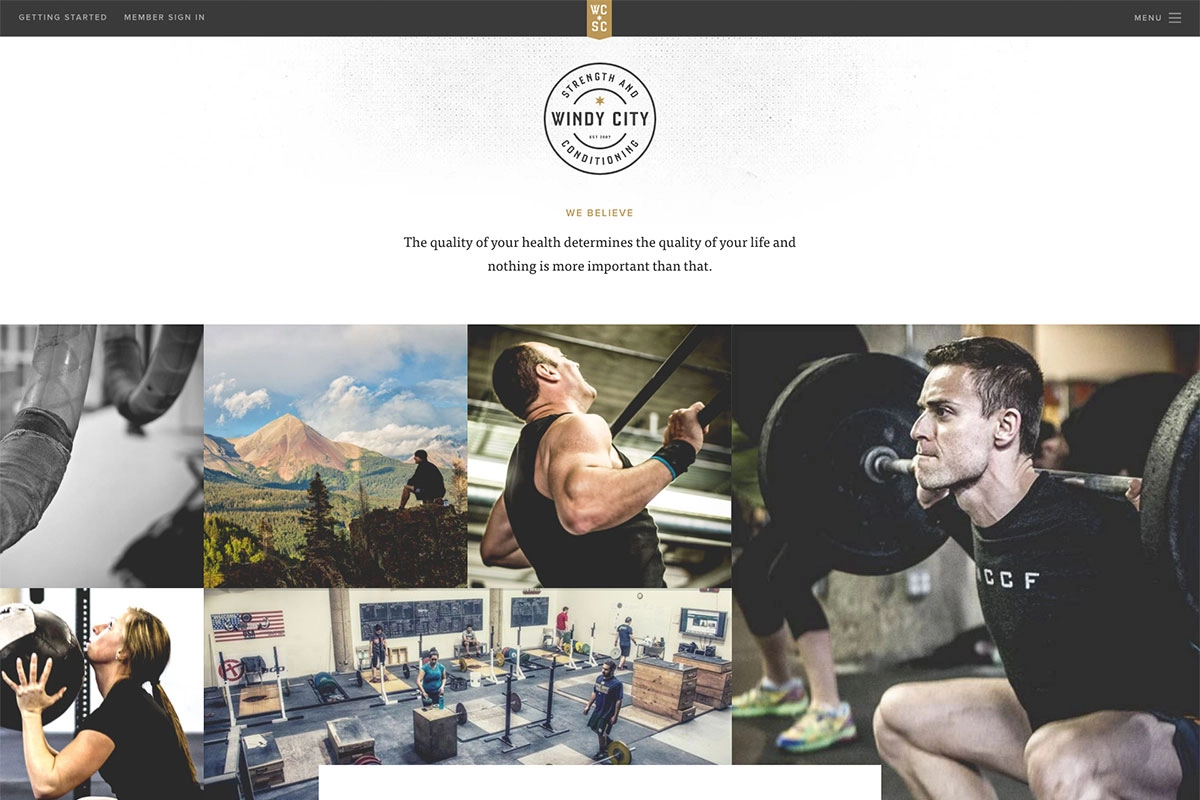 GETTING STARTED
MEMBER SIGN IN
WC
SC
MENU
STRENGTH AND
WINDY CITY
EST 2007
CONDITIONING
WE BELIEVE
The quality of your health determines the quality of your life and
nothing is more important than that.
CCF